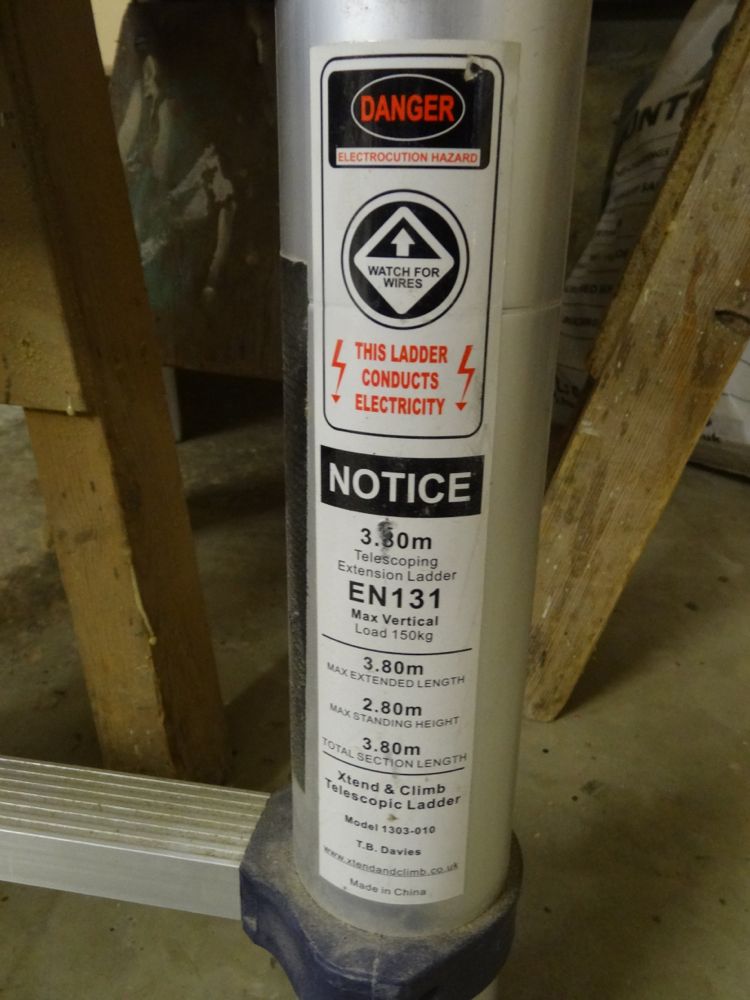 DANGER
ELECTROCUTION HAZARD
WATCH FOR
WIRES
THIS LADDER
CONDUCTS
ELECTRICITY
NOTICE
3.80m
Telescoping
Extension Ladder
EN131
Max Vertical
Load 150kg
3.80m
MAX EXTENDED LENGTH
2.80m
MAX STANDING HEIGHT
3.80m
TOTAL SECTION LENGTH
Xtend & Climb
Telescopic Ladder
Model 1303-010
T.B. Davies
www.xtendandclimb.co.uk
Made in China